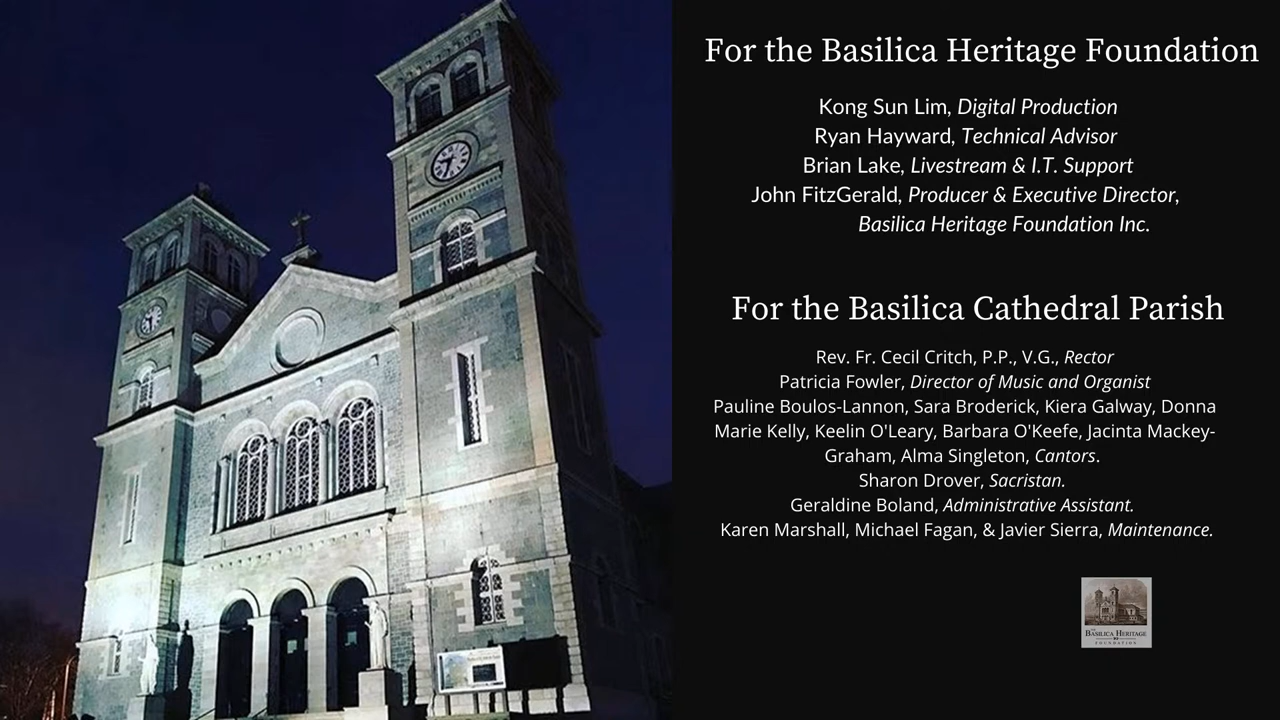 For the Basilica Heritage Foundation
Kong Sun Lim, Digital Production
Ryan Hayward, Technical Advisor
Brian Lake, Livestream & I.T. Support
John FitzGerald, Producer & Executive Director,
Basilica Heritage Foundation Inc.
For the Basilica Cathedral Parish
Rev. Fr. Cecil Critch, P.P., V.G., Rector
Patricia Fowler, Director of Music and Organist
Pauline Boulos-Lannon, Sara Broderick, Kiera Galway, Donna
Marie Kelly, Keelin O'Leary, Barbara O'Keefe, Jacinta Mackey-
Graham, Alma Singleton, Cantors.
Sharon Drover, Sacristan.
Geraldine Boland, Administrative Assistant.
Karen Marshall, Michael Fagan, & Javier Sierra, Maintenance.
BASILICA HERITAGE
FOUNDATION